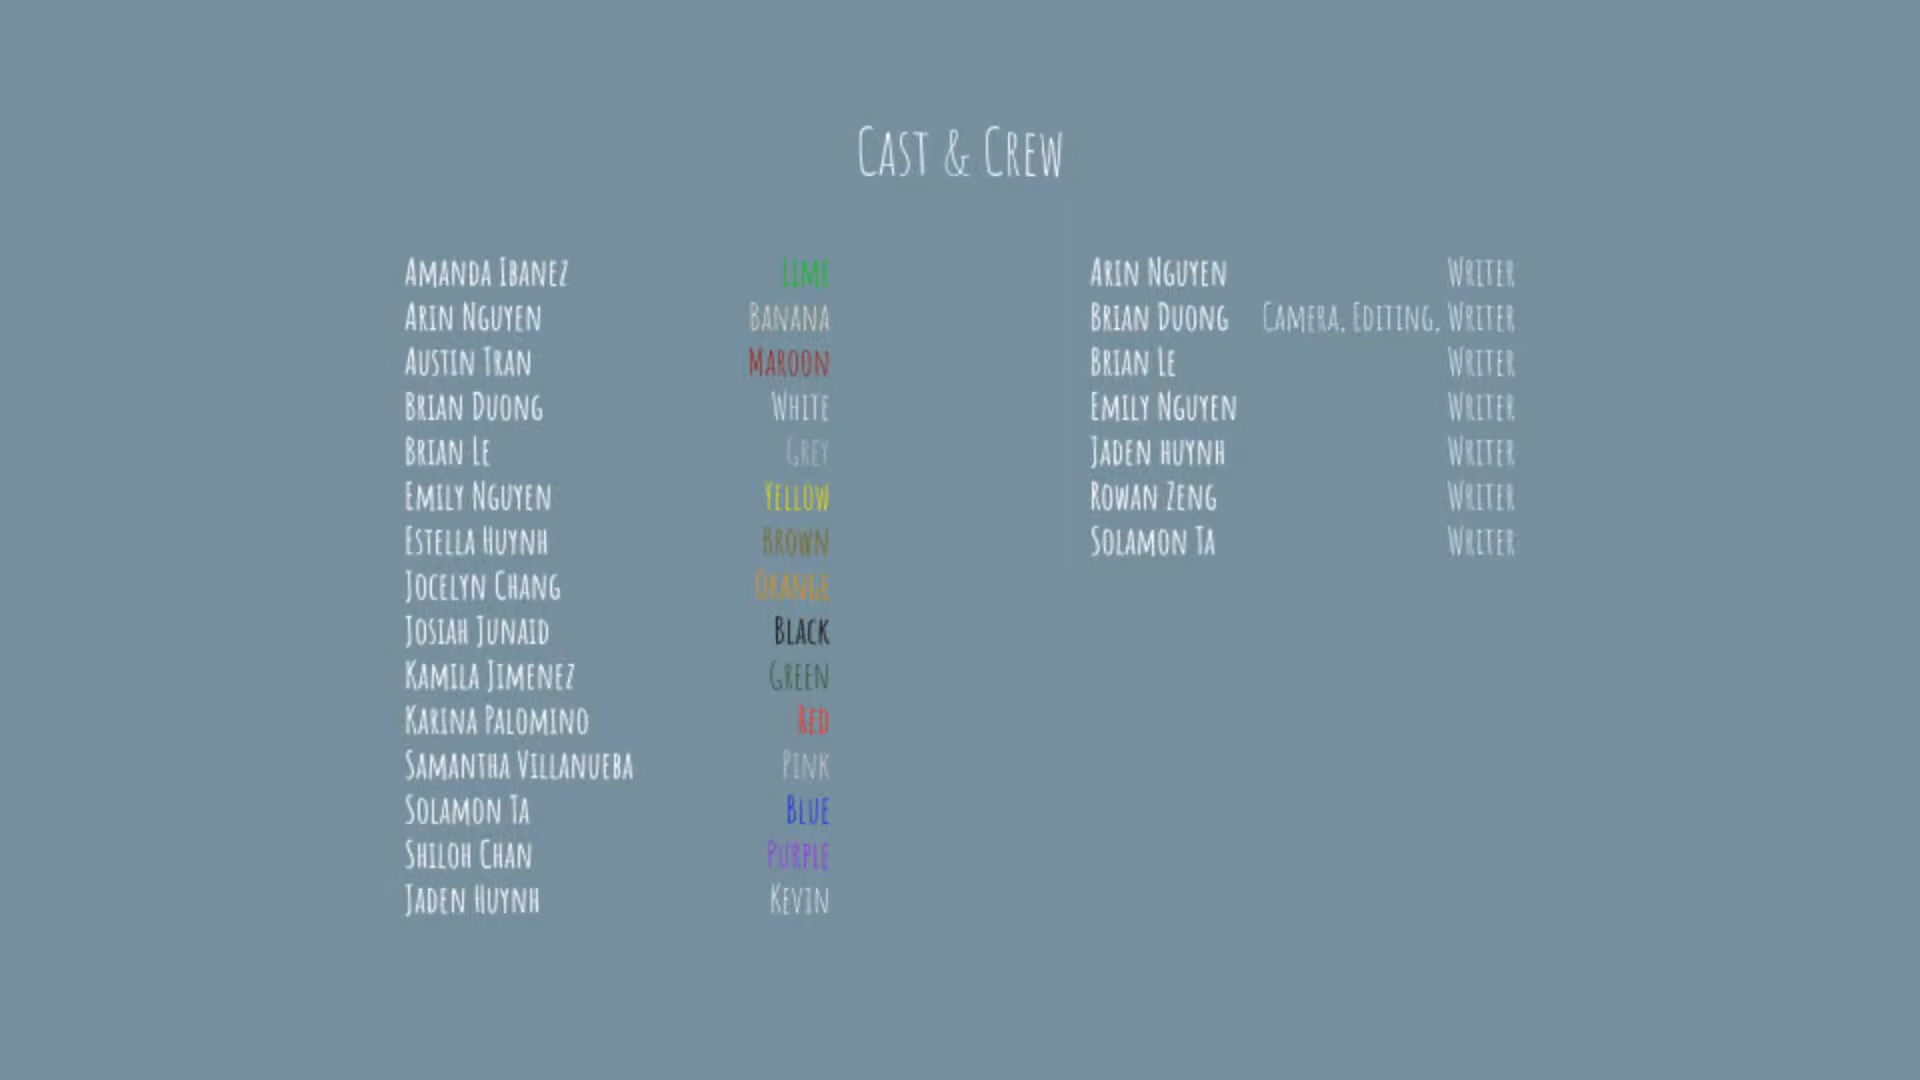 Cast & Crew
Amanda Ibanez Lime
Arin Nguyen Banana
Austin Tran Maroon
Brian Duong White
Brian Le Grey
Emily Nguyen Yellow
Estella Huynh Brown
Jocelyn Chang Orange
Josiah Junaid Black
Kamila Jimenez Green
Karina Palomino Red
Samantha Villanueba Pink
Solamon Ta Blue
Shiloh Chan Purple
Jaden Huynh Kevin
Arin Nguyen Writer
Brian Duong Camera, Editing, Writer
Brian Le Writer
Emily Nguyen Writer
Jaden huynh Writer
Rowan Zeng Writer
Solamon Ta Writer